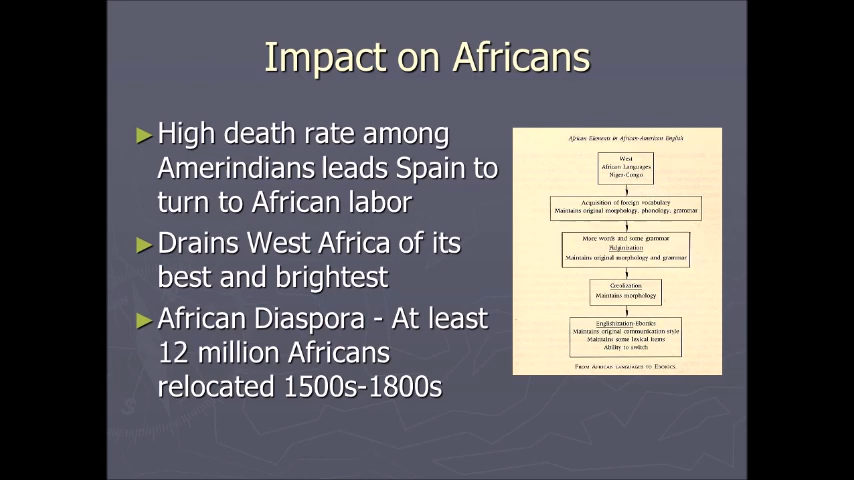 Impact on Africans
►High death rate among
Amerindians leads Spain to
turn to African labor
►Drains West Africa of its
best and brightest
►African Diaspora - At least
12 million Africans
relocated 1500s-1800s
African Elements in African-American English
West
African Languages
Niger-Congo
Acquisition of foreign vocabulary
Maintains original morphology, phonology, grammar
More words and some grammar
Pidginization
Maintains original morphology and grammar
Creolization
Maintains morphology
Englishization-Ebonics
Maintains original communication style
Maintains some lexical items
Ability to switch
From African languages to Ebonics